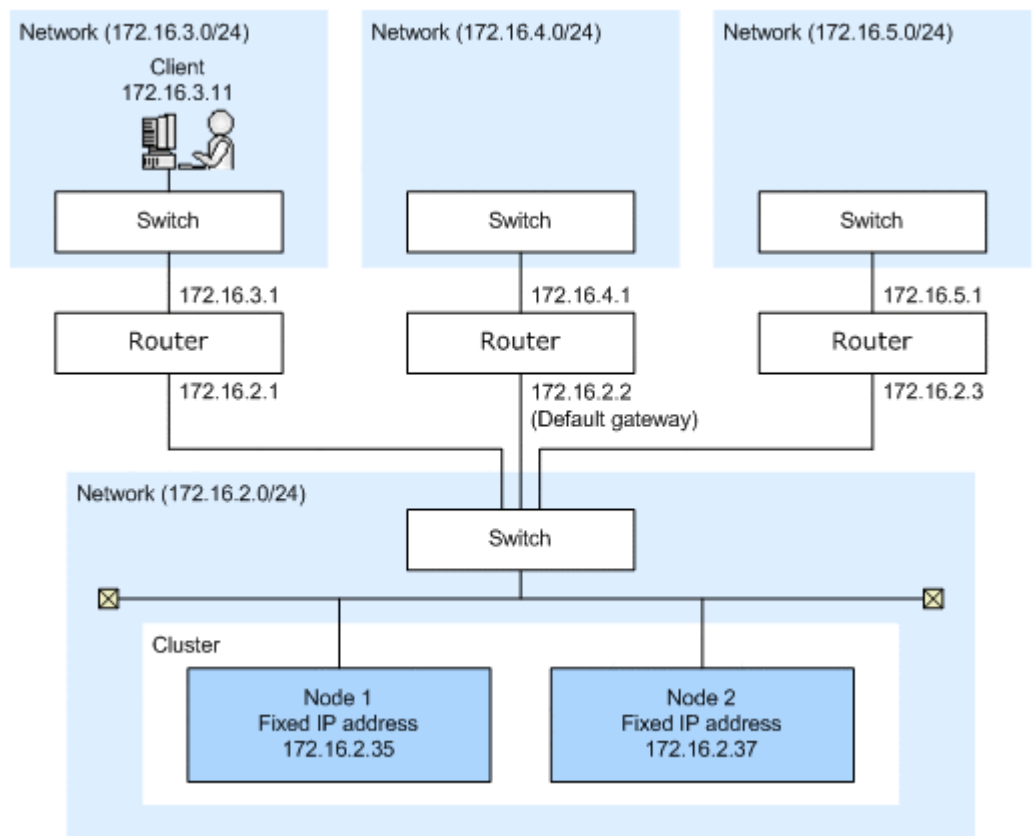 Network (172.16.3.0/24)
Client
172.16.3.11
Switch
172.16.3.1
Router
172.16.2.1
Network (172.16.4.0/24)
Switch
172.16.4.1
Router
172.16.2.2
(Default gateway)
Network (172.16.5.0/24)
Switch
172.16.5.1
Router
172.16.2.3
Network (172.16.2.0/24)
Switch
Cluster
Node 1
Fixed IP address
172.16.2.35
Node 2
Fixed IP address
172.16.2.37